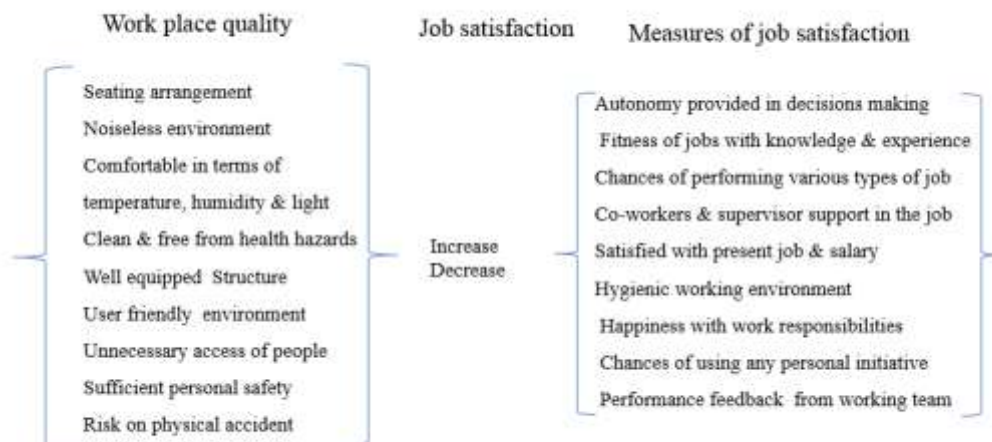 Work place quality
Seating arrangement
Noiseless environment
Comfortable in terms of
temperature, humidity & light
Clean & free from health hazards
Well equipped Structure
User friendly environment
Unnecessary access of people
Sufficient personal safety
Risk on physical accident
Job satisfaction
Increase
Decrease
Measures of job satisfaction
Autonomy provided in decisions making
Fitness of jobs with knowledge & experience
Chances of performing various types of job
Co-workers & supervisor support in the job
Satisfied with present job & salary
Hygienic working environment
Happiness with work responsibilities
Chances of using any personal initiative
Performance feedback from working team